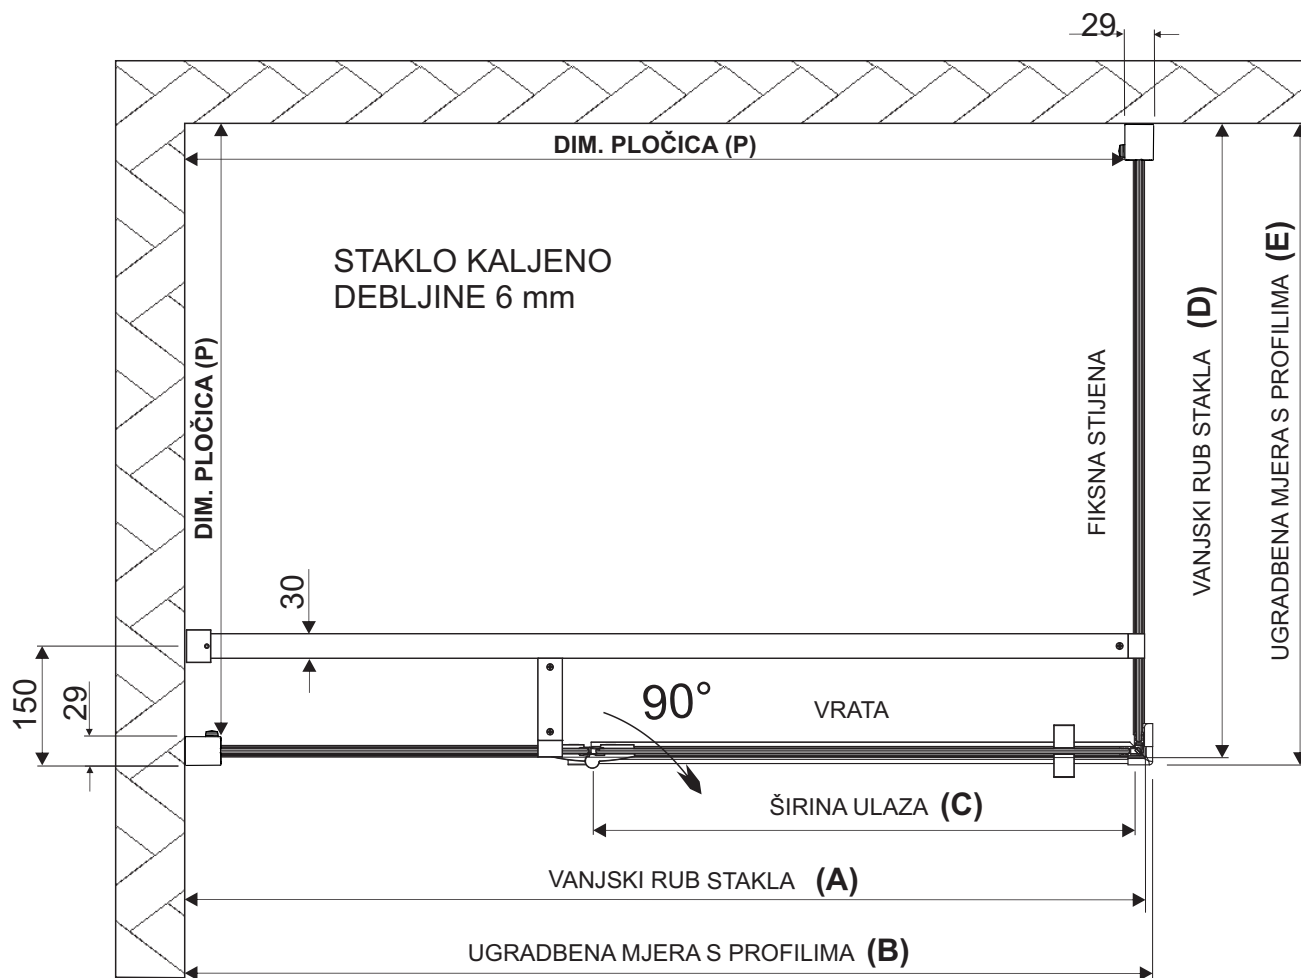 29
DIM. PLOČICA (P)
STAKLO KALJENO
DEBLJINE 6 mm
DIM. PLOČICA (P)
FIKSNA STIJENA
VANJSKI RUB STAKLA (D)
UGRADBENA MJERA S PROFILIMA (E)
30
150
29
90°
VRATA
ŠIRINA ULAZA (C)
VANJSKI RUB STAKLA (A)
UGRADBENA MJERA S PROFILIMA (B)